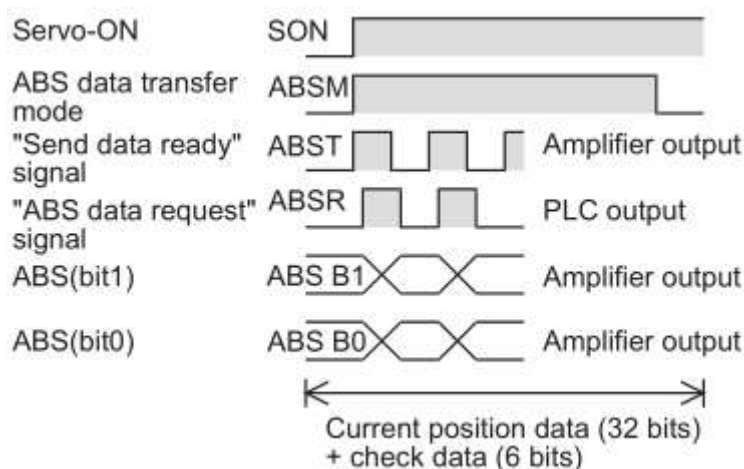 Servo-ON SON
ABS data transfer mode ABSM
"Send data ready" signal ABST Amplifier output
"ABS data request" signal ABSR PLC output
ABS(bit1) ABS B1 Amplifier output
ABS(bit0) ABS B0 Amplifier output
Current position data (32 bits)
+ check data (6 bits)